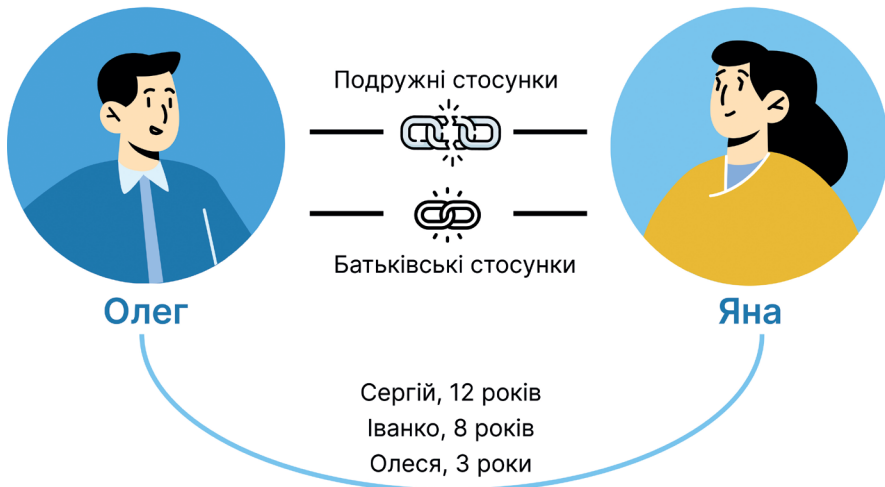 Подружні стосунки
Батьківські стосунки
Олег
Яна
Сергій, 12 років
Іванко, 8 років
Олеся, 3 роки